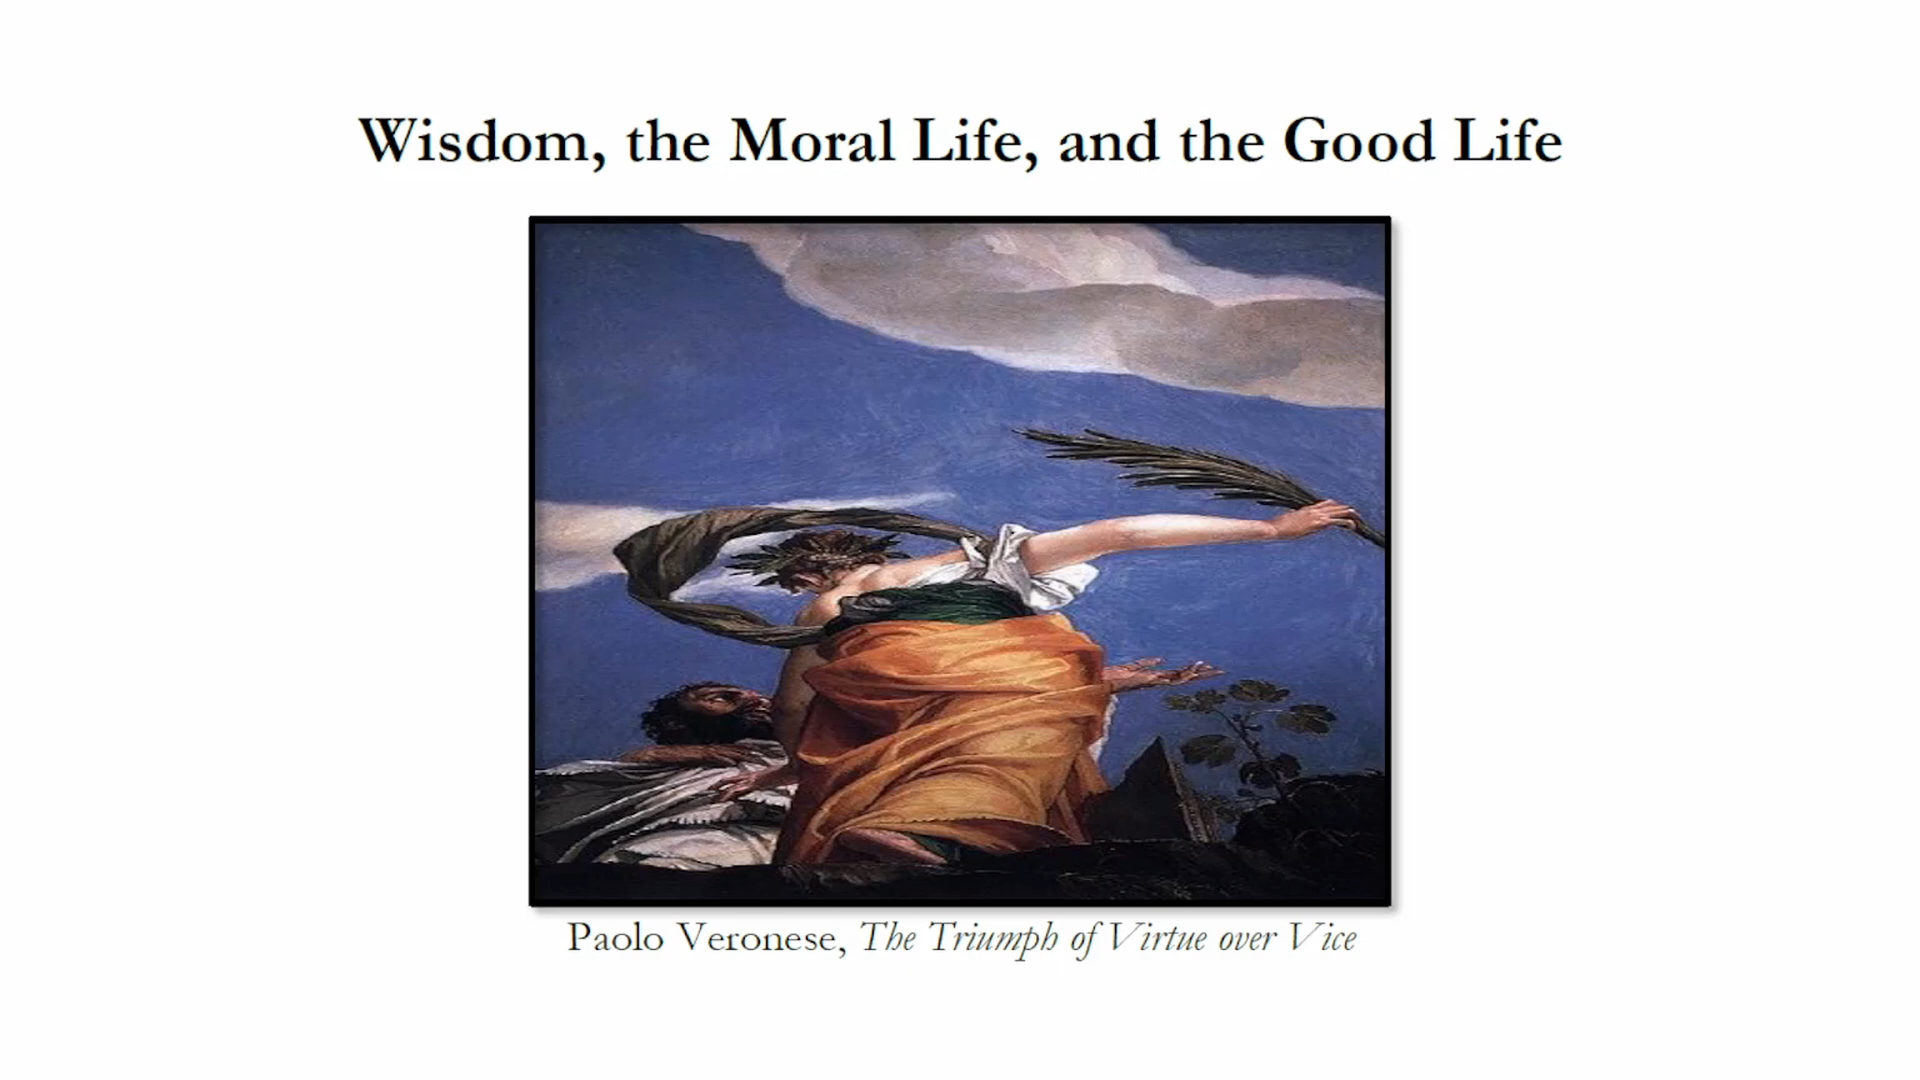 Wisdom, the Moral Life, and the Good Life
Paolo Veronese, The Triumph of Virtue over Vice